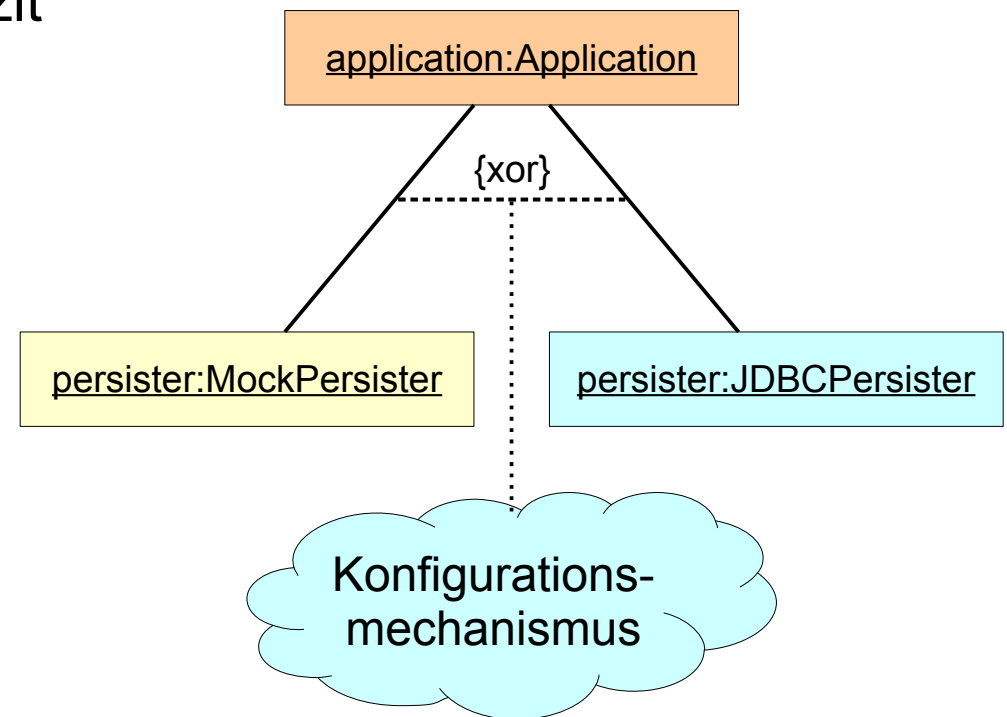 application:Application
{xor}
persister:MockPersister
persister:JDBCPersister
Konfigurations-
mechanismus